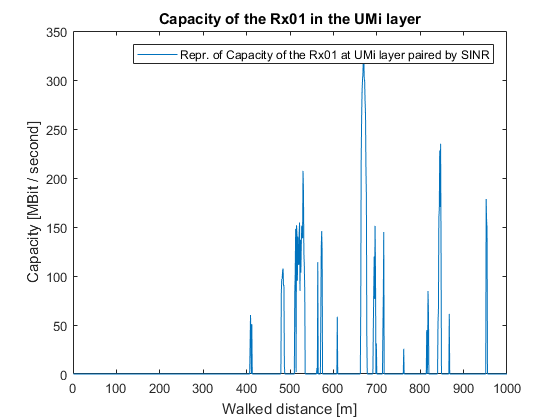 Capacity of the Rx01 in the UMi layer
Repr. of Capacity of the Rx01 at UMi layer paired by SINR
Capacity [MBit / second]
350
300
250
200
150
100
50
0
0 100 200 300 400 500 600 700 800 900 1000
Walked distance [m]